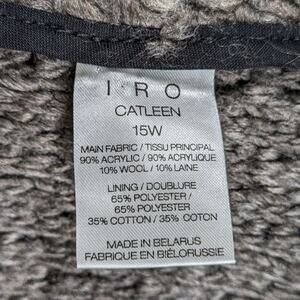 IRO
CATLEEN
15W
MAIN FABRIC / TISSU PRINCIPAL
90% ACRYLIC / 90% ACRYLIQUE
10% WOOL / 10% LAINE
LINING / DOUBLURE
65% POLYESTER /
65% POLYESTER
35% COTTON / 35% COTON
MADE IN BELARUS
FABRIQUE EN BIÉLORUSSIE